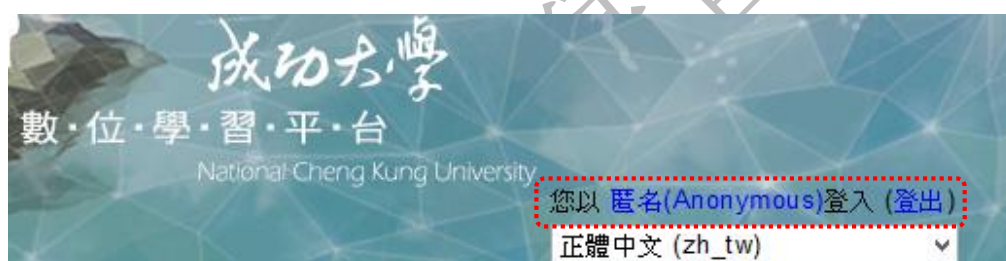 成功大學
數·位·學·習·平·台
National Cheng Kung University
您以 匿名(Anonymous)登入 (登出)
正體中文 (zh_tw)